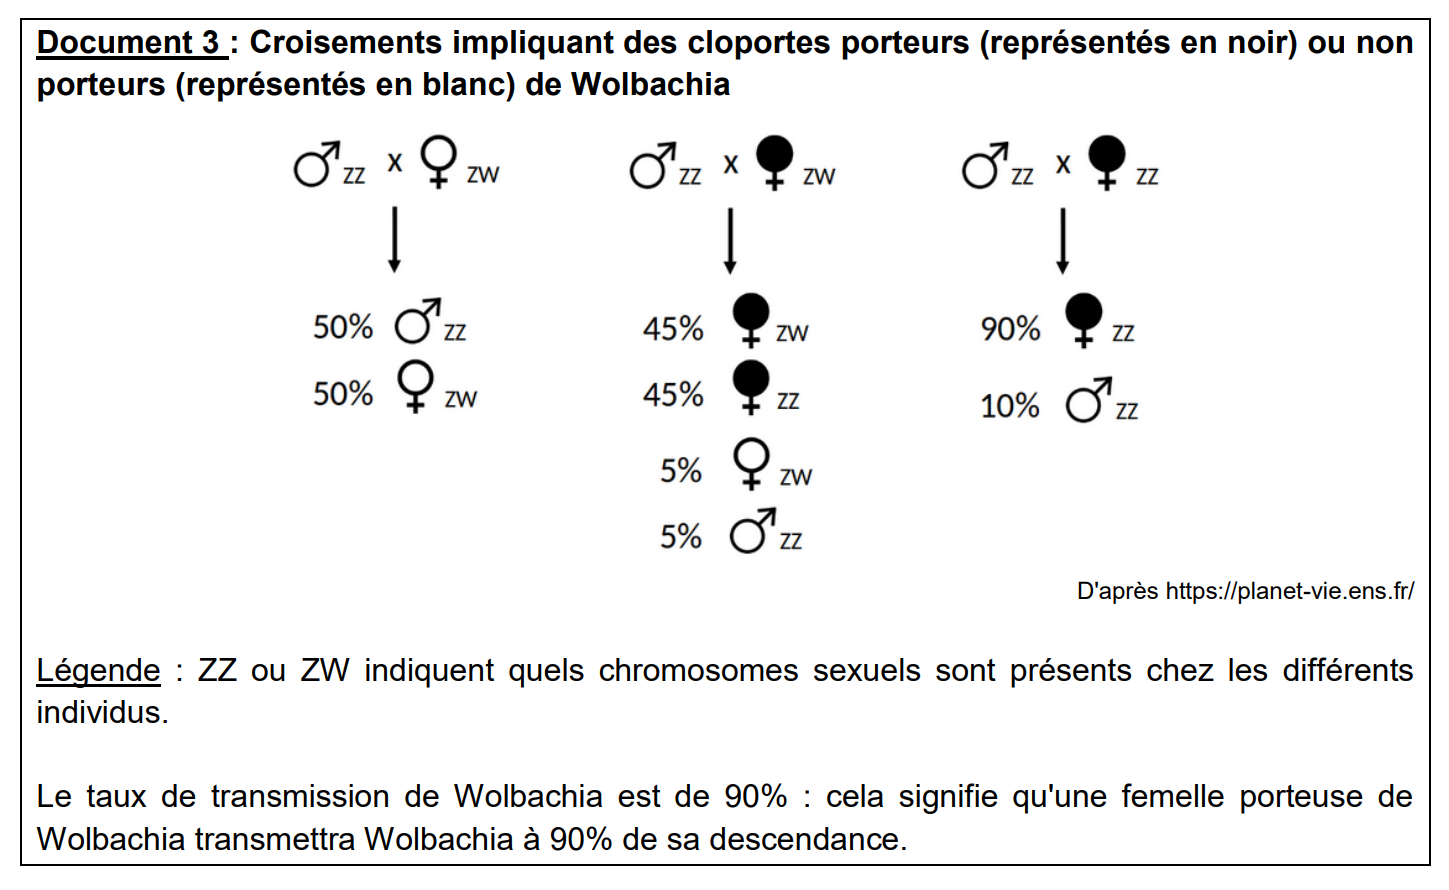 Document 3 : Croisements impliquant des cloportes porteurs (représentés en noir) ou non
porteurs (représentés en blanc) de Wolbachia
♂ ZZ x ♀ ZW
♂ ZZ x ♀ ZW
♂ ZZ x ♀ ZZ
50% ♂ ZZ
50% ♀ ZW
45% ♀ ZW
45% ♀ ZZ
5% ♀ ZW
5% ♂ ZZ
90% ♀ ZZ
10% ♂ ZZ
D'après https://planet-vie.ens.fr/
Légende : ZZ ou ZW indiquent quels chromosomes sexuels sont présents chez les différents
individus.
Le taux de transmission de Wolbachia est de 90% : cela signifie qu'une femelle porteuse de
Wolbachia transmettra Wolbachia à 90% de sa descendance.